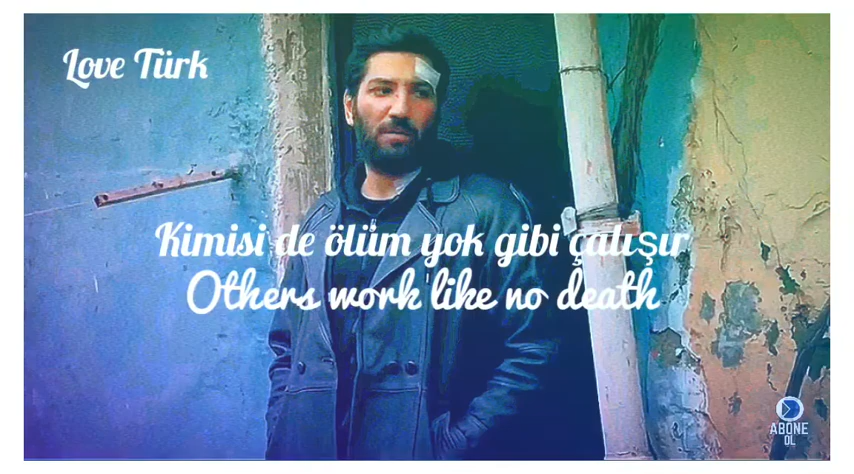 Love Türk
Kimisi de ölüm yok gibi çalışır
Others work like no death
ABONE
OL